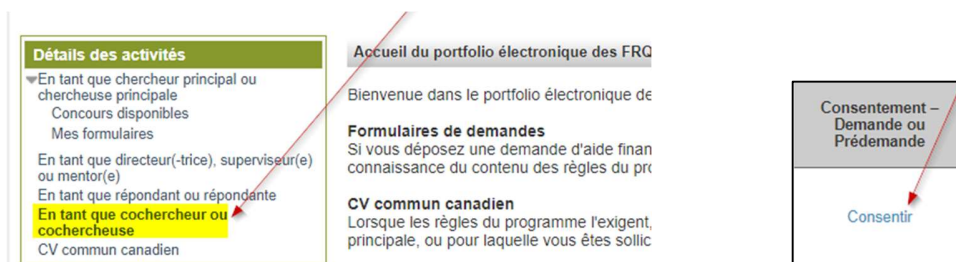 Détails des activités
En tant que chercheur principal ou
chercheuse principale
Concours disponibles
Mes formulaires
En tant que directeur(-trice), superviseur(e)
ou mentor(e)
En tant que répondant ou répondante
En tant que cochercheur ou
cochercheuse
CV commun canadien
Accueil du portfolio électronique des FRQ
Bienvenue dans le portfolio électronique de
Formulaires de demandes
Si vous déposez une demande d'aide finan
connaissance du contenu des règles du pro
CV commun canadien
Lorsque les règles du programme l'exigent,
principale, ou pour laquelle vous êtes sollic
Consentement –
Demande ou
Prédemande
Consentir